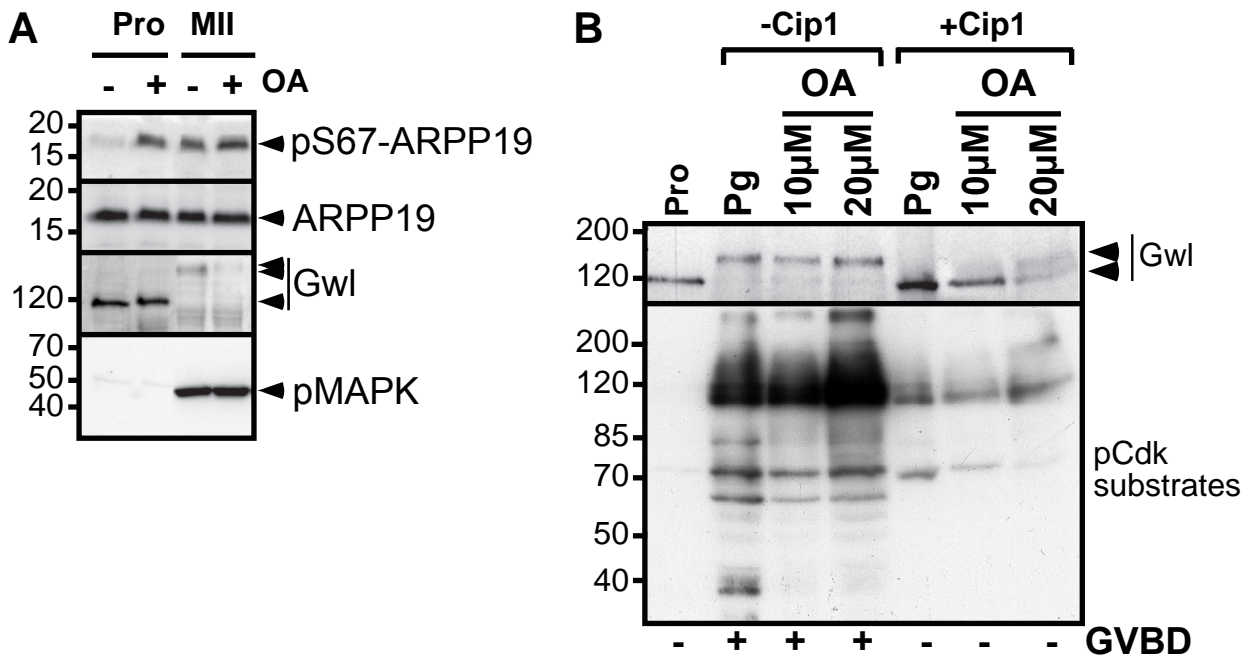 A
Pro MII
- + - + OA
20
15
pS67-ARPP19
20
15
ARPP19
120
Gwl
70
50
40
pMAPK
B
-Cip1 +Cip1
OA OA
Pro Pg 10µM 20µM Pg 10µM 20µM
200
120
Gwl
200
120
85
70
50
40
pCdk
substrates
- + + + - - - GVBD